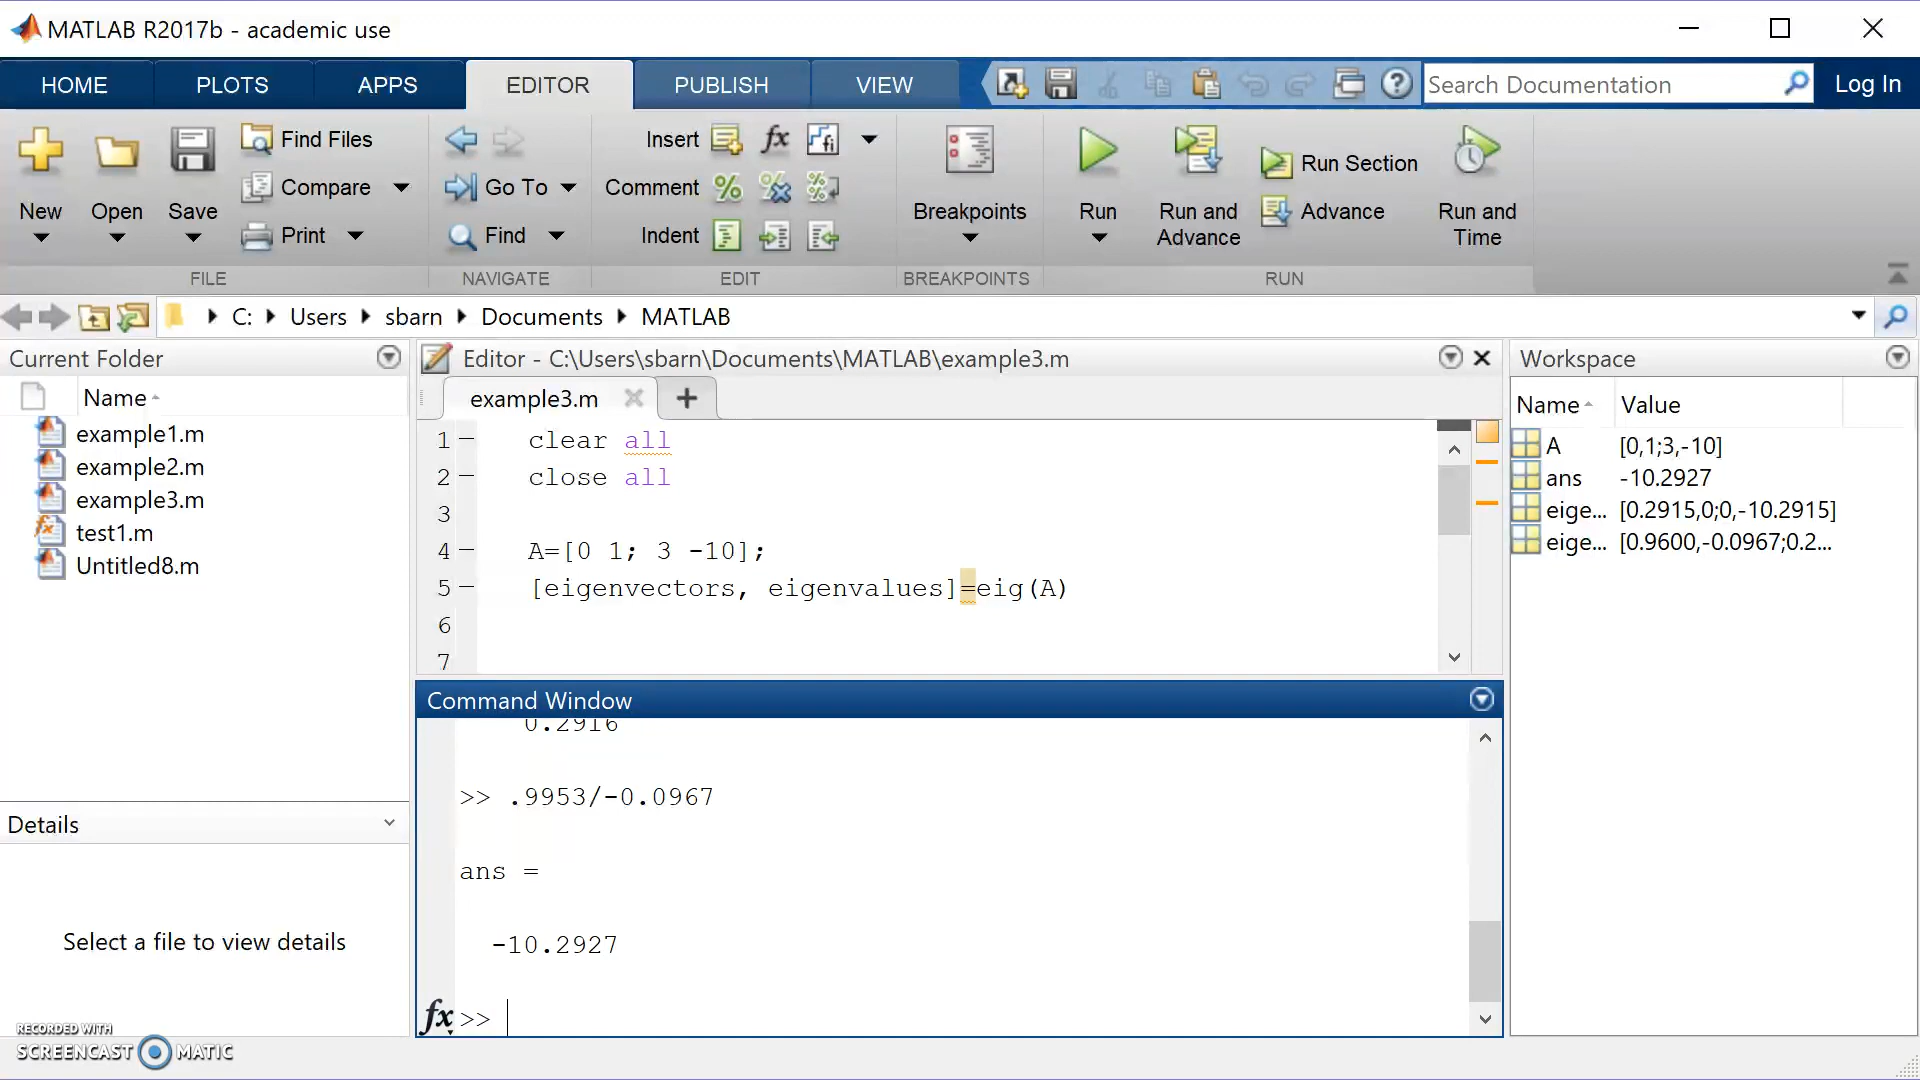 MATLAB R2017b - academic use
HOME PLOTS APPS EDITOR PUBLISH VIEW Search Documentation Log In
New Open Save Find Files Compare Print
Go To Find
Insert fx fi
Comment
Indent
Breakpoints
Run Run and Advance Run Section Advance Run and Time
FILE NAVIGATE EDIT BREAKPOINTS RUN
C: Users sbarn Documents MATLAB
Current Folder
Name
example1.m
example2.m
example3.m
test1.m
Untitled8.m
Details
Select a file to view details
Editor - C:\Users\sbarn\Documents\MATLAB\example3.m
example3.m
1 clear all
2 close all
3
4 A=[0 1; 3 -10];
5 [eigenvectors, eigenvalues]=eig(A)
6
7
Command Window
0.2916
>> .9953/-0.0967
ans =
-10.2927
fx >>
Workspace
Name Value
A [0,1;3,-10]
ans -10.2927
eige... [0.2915,0;0,-10.2915]
eige... [0.9600,-0.0967;0.2...
RECORDED WITH
SCREENCAST MATIC